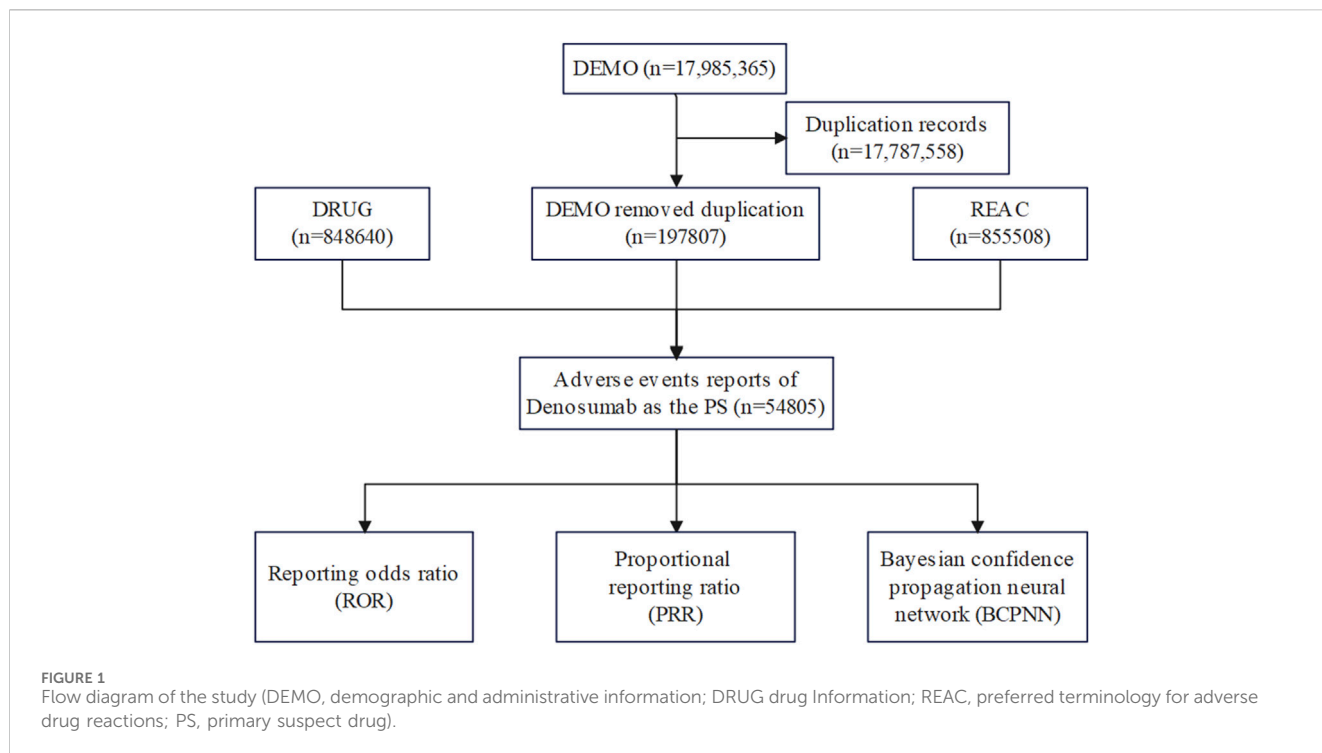 DEMO (n=17,985,365)
Duplication records
(n=17,787,558)
DRUG
(n=848640)
DEMO removed duplication
(n=197807)
REAC
(n=855508)
Adverse events reports of
Denosumab as the PS (n=54805)
Reporting odds ratio
(ROR)
Proportional
reporting ratio
(PRR)
Bayesian confidence
propagation neural
network (BCPNN)
FIGURE 1
Flow diagram of the study (DEMO, demographic and administrative information; DRUG drug Information; REAC, preferred terminology for adverse
drug reactions; PS, primary suspect drug).